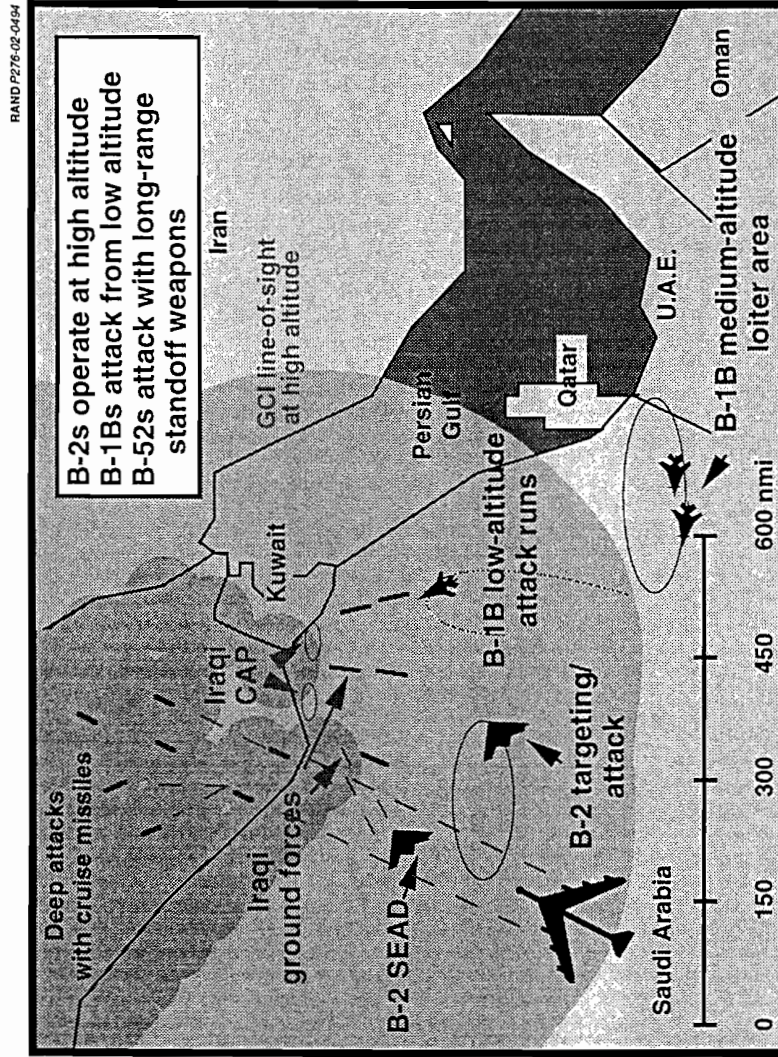 RAND P276-02-0494
B-2s operate at high altitude
B-1Bs attack from low altitude
B-52s attack with long-range
standoff weapons
Deep attacks
with cruise missiles
Iran
GCI line-of-sight
at high altitude
Iraqi
CAP
Kuwait
Iraqi
ground forces
Persian
Gulf
B-2 SEAD
B-1B low-altitude
attack runs
Qatar
Oman
U.A.E.
B-2 targeting/
attack
B-1B medium-altitude
loiter area
Saudi Arabia
0 150 300 450 600 nmi